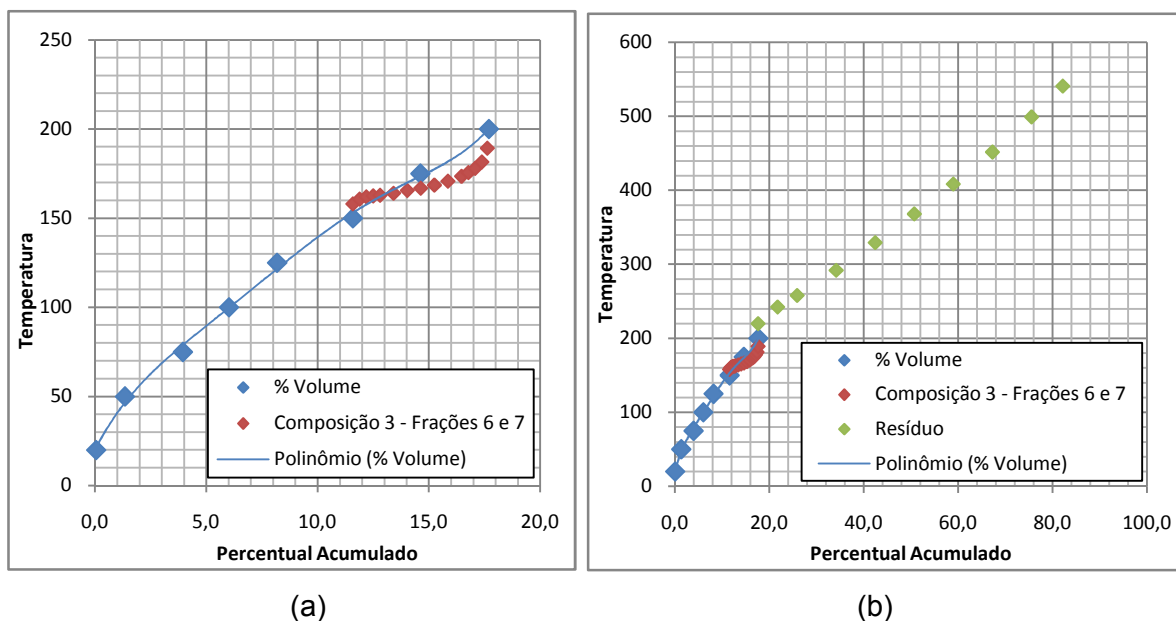 250
200
150
100
50
0
Temperatura
0,0 5,0 10,0 15,0 20,0
Percentual Acumulado
% Volume
Composição 3 - Frações 6 e 7
Polinômio (% Volume)
(a)
600
500
400
300
200
100
0
Temperatura
0,0 20,0 40,0 60,0 80,0 100,0
Percentual Acumulado
% Volume
Composição 3 - Frações 6 e 7
Resíduo
Polinômio (% Volume)
(b)